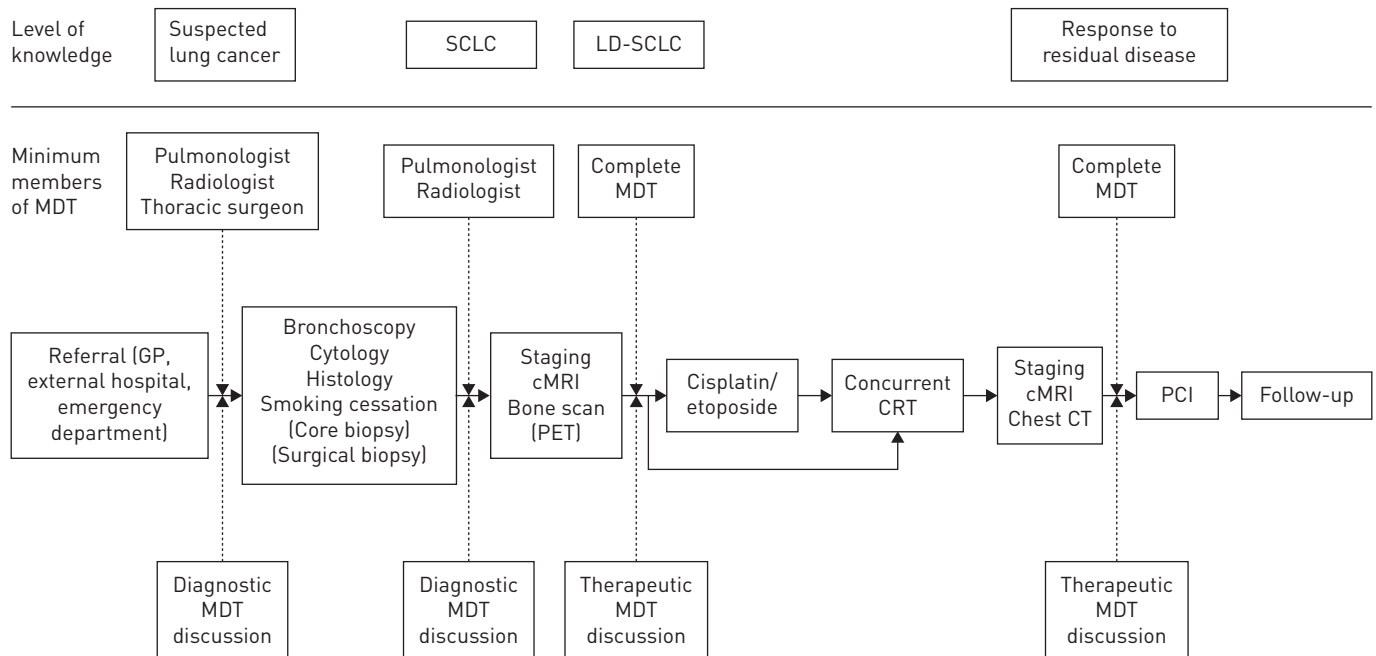 Level of
knowledge
Suspected
lung cancer
SCLC
LD-SCLC
Response to
residual disease
Minimum
members
of MDT
Pulmonologist
Radiologist
Thoracic surgeon
Pulmonologist
Radiologist
Complete
MDT
Complete
MDT
Referral (GP,
external hospital,
emergency
department)
Bronchoscopy
Cytology
Histology
Smoking cessation
(Core biopsy)
(Surgical biopsy)
Staging
cMRI
Bone scan
(PET)
Cisplatin/
etoposide
Concurrent
CRT
Staging
cMRI
Chest CT
PCI
Follow-up
Diagnostic
MDT
discussion
Diagnostic
MDT
discussion
Therapeutic
MDT
discussion
Therapeutic
MDT
discussion